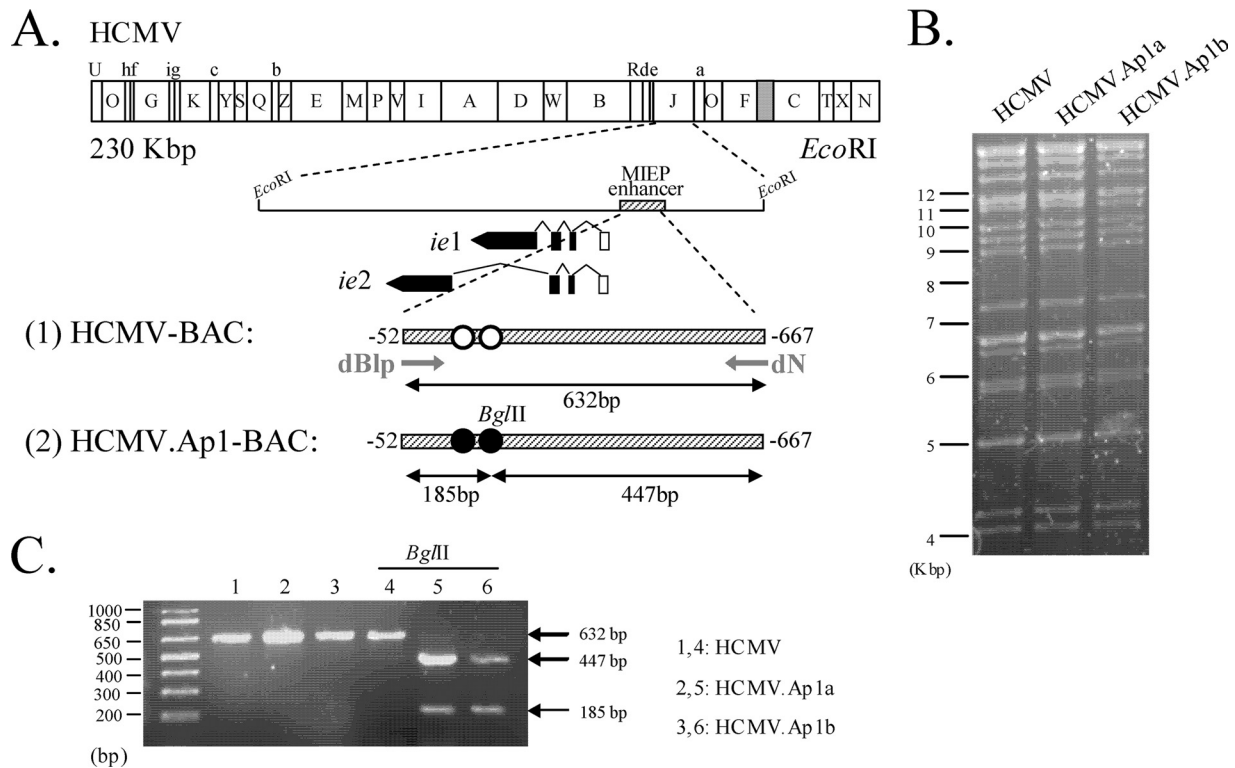 A.
HCMV
U hf ig c b Rde a
O G K Y S Q Z E M P V I A D W B J O F C T X N
230 Kbp EcoRI
EcoRI MIEP enhancer EcoRI
ie1
ie2
(1) HCMV-BAC: -52 -667
dBlp dN
632bp
BglII
(2) HCMV.Ap1-BAC: -52 -667
185bp 447bp
B.
HCMV HCMV.Ap1a HCMV.Ap1b
12
11
10
9
8
7
6
5
4
(Kbp)
C.
BglII
1 2 3 4 5 6
1000
850
650
500
400
300
200
(bp)
632 bp
447 bp
185 bp
1,4: HCMV
2,5: HCMV.Ap1a
3,6: HCMV.Ap1b